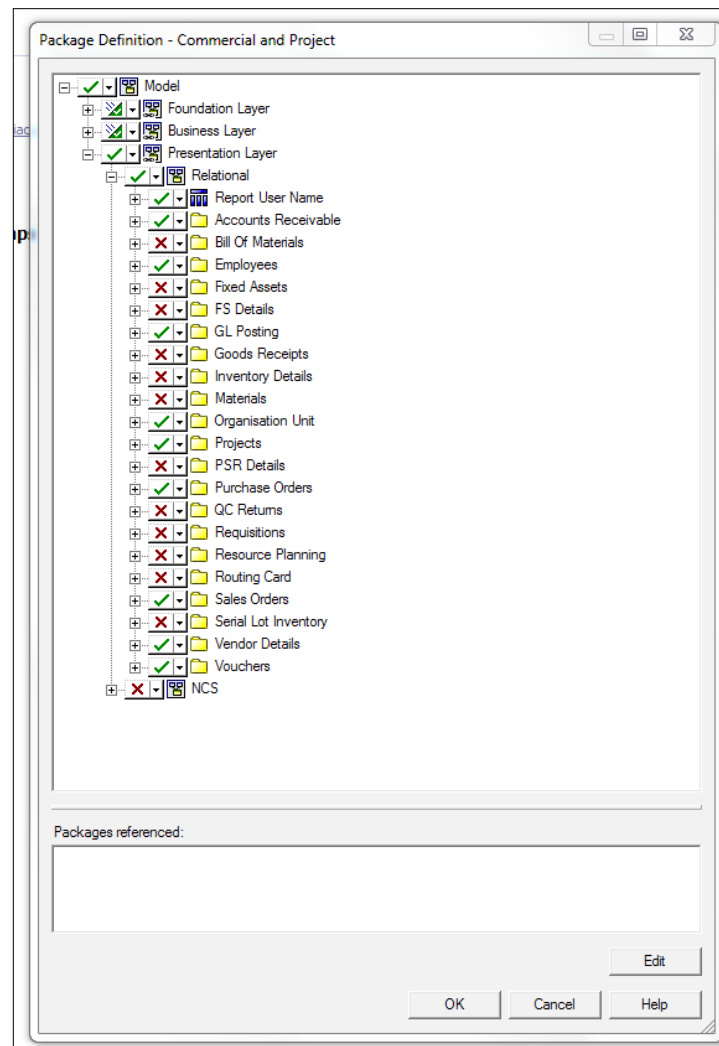 Package Definition - Commercial and Project
Model
Foundation Layer
Business Layer
Presentation Layer
Relational
Report User Name
Accounts Receivable
Bill Of Materials
Employees
Fixed Assets
FS Details
GL Posting
Goods Receipts
Inventory Details
Materials
Organisation Unit
Projects
PSR Details
Purchase Orders
QC Returns
Requisitions
Resource Planning
Routing Card
Sales Orders
Serial Lot Inventory
Vendor Details
Vouchers
NCS
Packages referenced:
Edit
OK Cancel Help